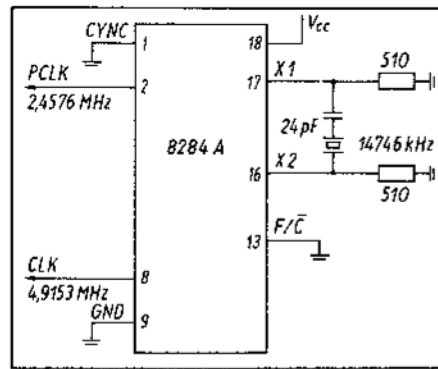 CYNC
1
PCLK
2
2,4576 MHz
8284 A
CLK
8
4,9153 MHz
GND
9
18
Vcc
17
X1
510
24pF
14746 kHz
16
X2
510
13
F/C̅